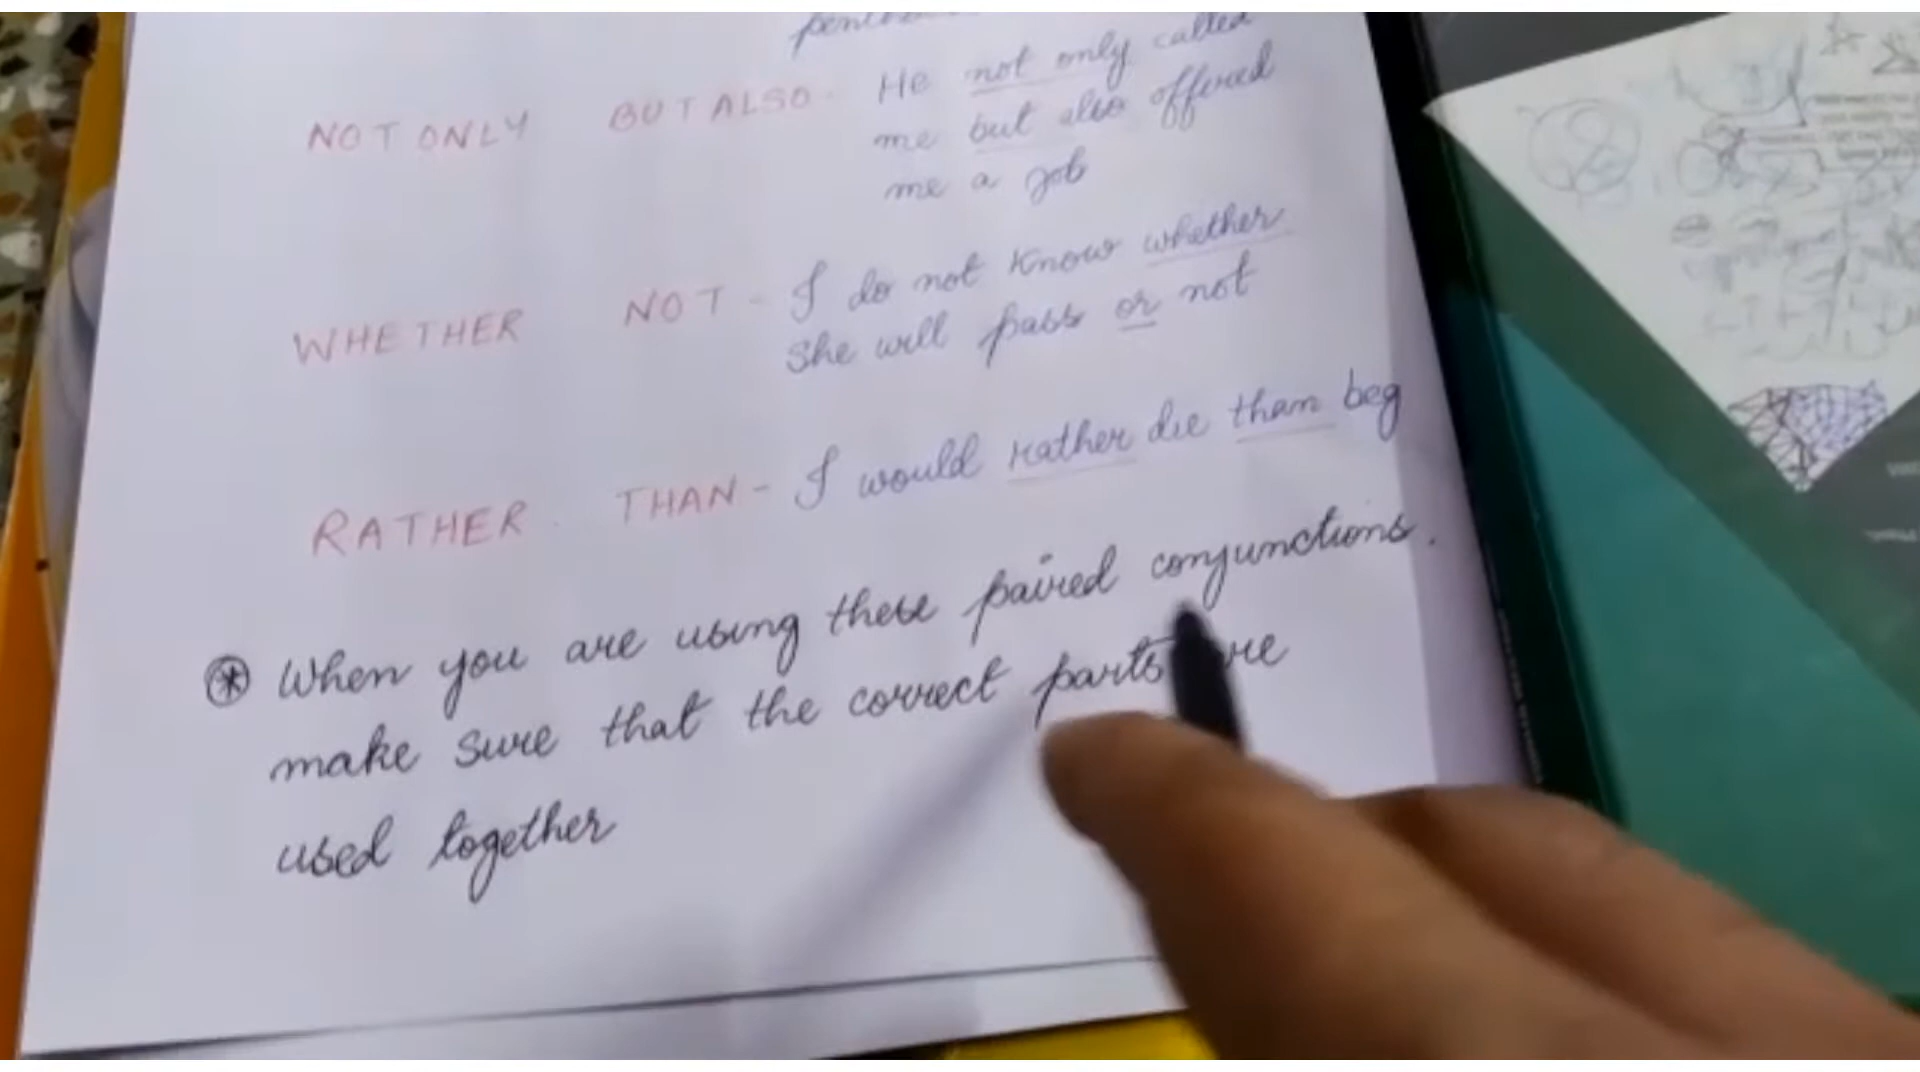 NOT ONLY BUT ALSO - He not only called
me but also offered
me a job
WHETHER NOT - I do not know whether
she will pass or not
RATHER THAN - I would rather die than beg
⊛ When you are using these paired conjunctions.
make sure that the correct parts are
used together